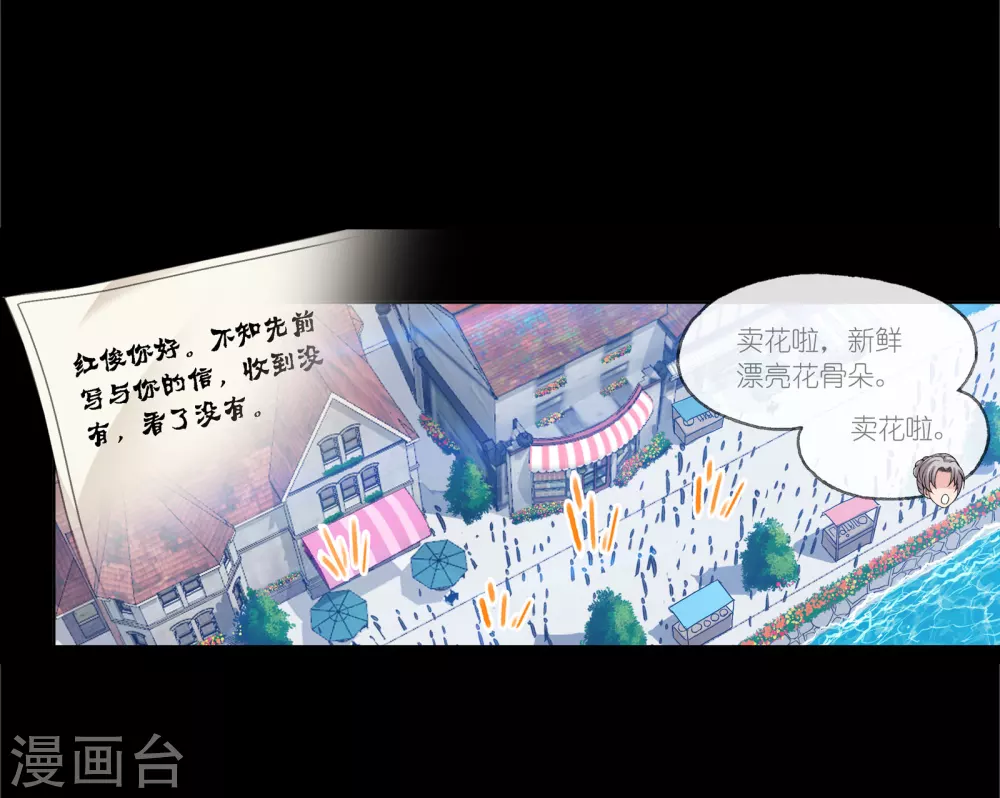 红俊你好。不知先前
写与你的信，收到没
有，看了没有。
卖花啦，新鲜
漂亮花骨朵。
卖花啦。
漫画台